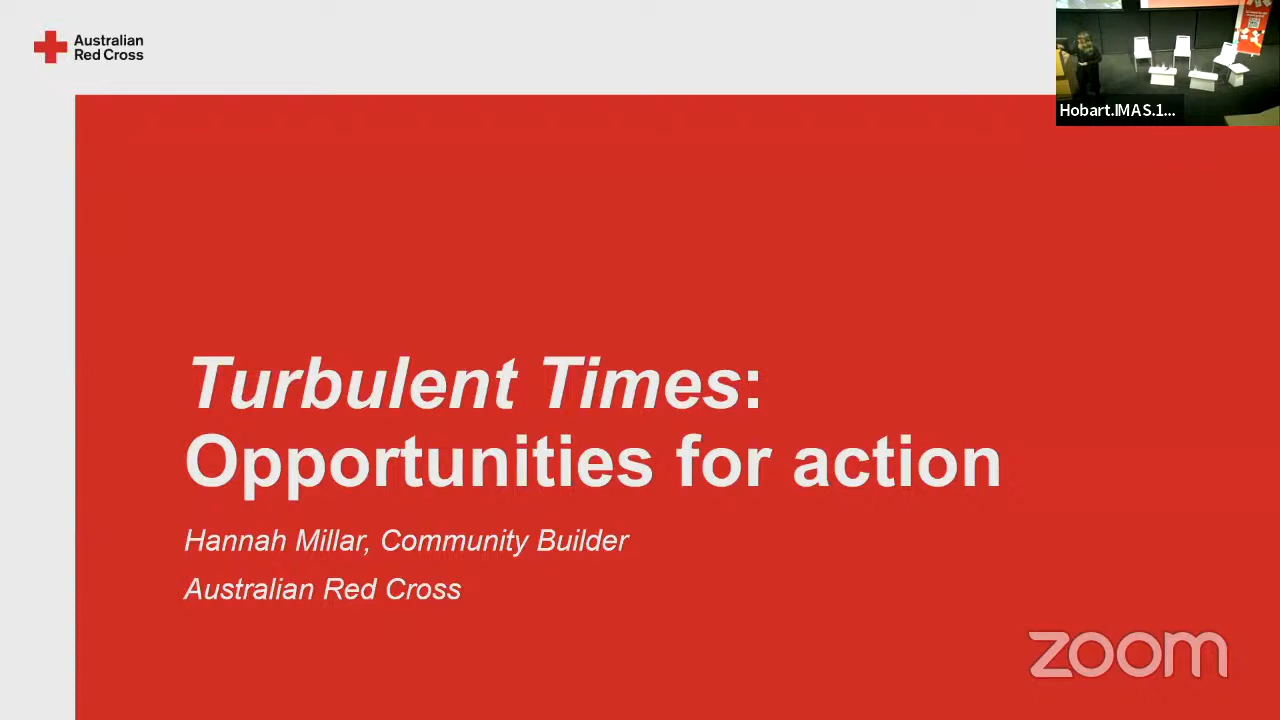 Australian
Red Cross
Hobart.IMAS.1...
Turbulent Times:
Opportunities for action
Hannah Millar, Community Builder
Australian Red Cross
zoom